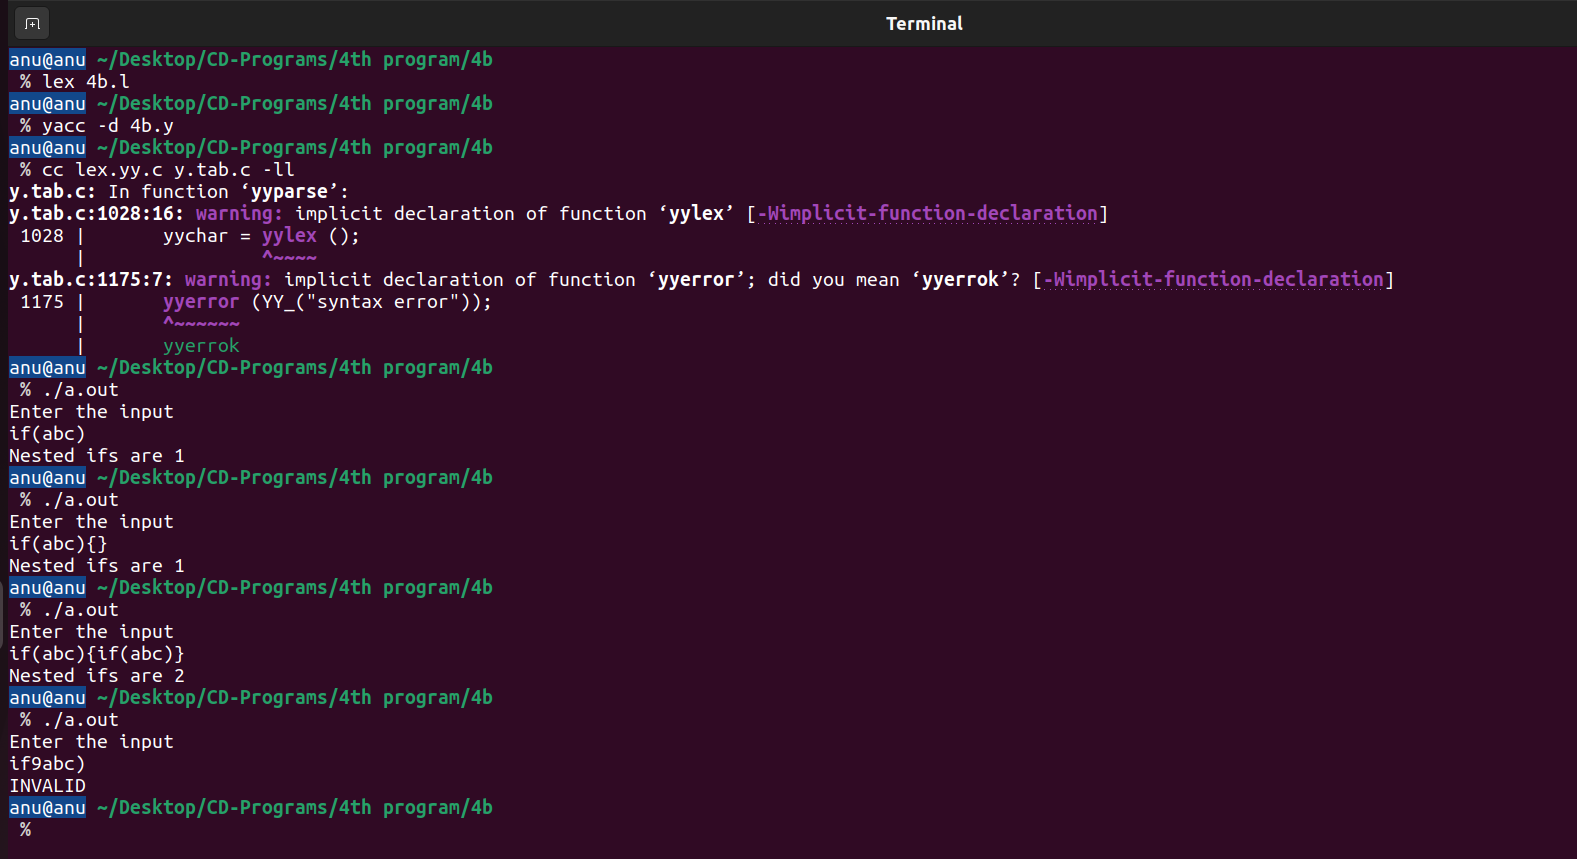 Terminal
anu@anu ~/Desktop/CD-Programs/4th program/4b
% lex 4b.l
anu@anu ~/Desktop/CD-Programs/4th program/4b
% yacc -d 4b.y
anu@anu ~/Desktop/CD-Programs/4th program/4b
% cc lex.yy.c y.tab.c -ll
y.tab.c: In function ‘yyparse’:
y.tab.c:1028:16: warning: implicit declaration of function ‘yylex’ [-Wimplicit-function-declaration]
1028 |       yychar = yylex ();
|                ^~~~~
y.tab.c:1175:7: warning: implicit declaration of function ‘yyerror’; did you mean ‘yyerrok’? [-Wimplicit-function-declaration]
1175 |       yyerror (YY_("syntax error"));
|       ^~~~~~~
|       yyerrok
anu@anu ~/Desktop/CD-Programs/4th program/4b
% ./a.out
Enter the input
if(abc)
Nested ifs are 1
anu@anu ~/Desktop/CD-Programs/4th program/4b
% ./a.out
Enter the input
if(abc){}
Nested ifs are 1
anu@anu ~/Desktop/CD-Programs/4th program/4b
% ./a.out
Enter the input
if(abc){if(abc)}
Nested ifs are 2
anu@anu ~/Desktop/CD-Programs/4th program/4b
% ./a.out
Enter the input
if9abc)
INVALID
anu@anu ~/Desktop/CD-Programs/4th program/4b
%